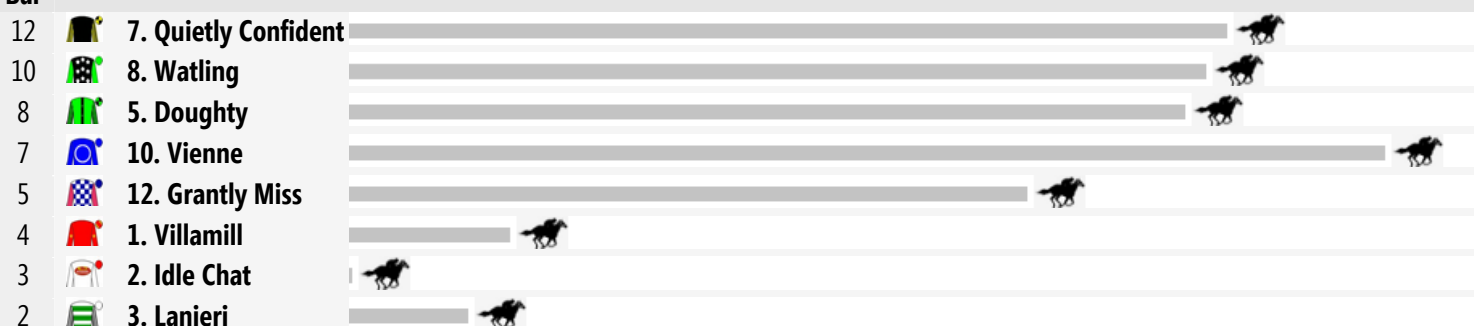 Bar
12 7. Quietly Confident
10 8. Watling
8 5. Doughty
7 10. Vienne
5 12. Grantly Miss
4 1. Villamill
3 2. Idle Chat
2 3. Lanieri